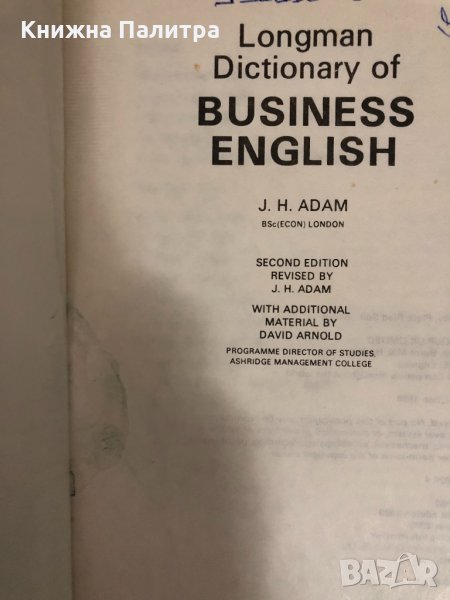 Книжна Палитра
Longman
Dictionary of
BUSINESS
ENGLISH
J. H. ADAM
BSc(ECON) LONDON
SECOND EDITION
REVISED BY
J. H. ADAM
WITH ADDITIONAL
MATERIAL BY
DAVID ARNOLD
PROGRAMME DIRECTOR OF STUDIES,
ASHRIDGE MANAGEMENT COLLEGE
BAZAR